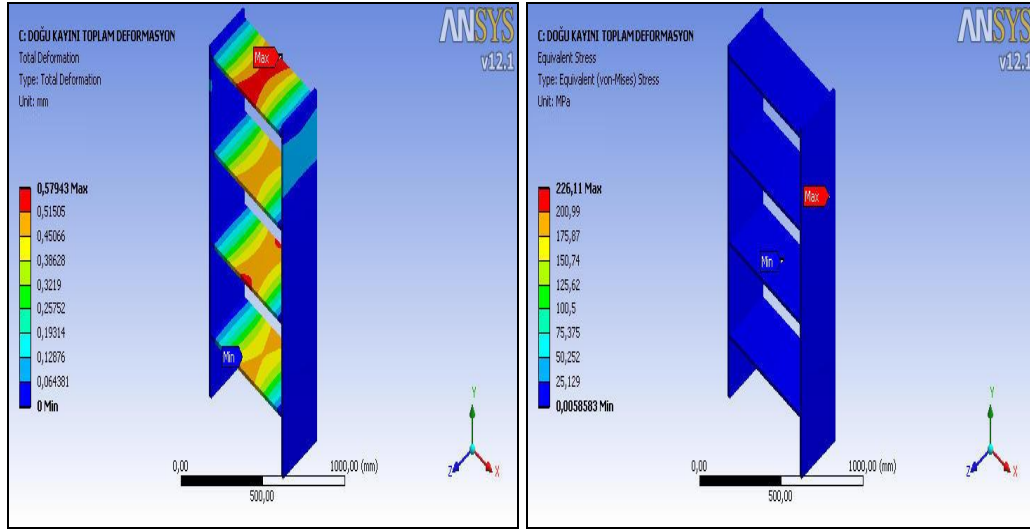 C: DOĞU KAYINI TOPLAM DEFORMASYON
Total Deformation
Type: Total Deformation
Unit: mm
ANSYS
v12.1
Max
0,57943 Max
0,51505
0,45066
0,38628
0,3219
0,25752
0,19314
0,12876
0,064381
0 Min
Min
0,00
1000,00 (mm)
500,00
Y
Z
X
C: DOĞU KAYINI TOPLAM DEFORMASYON
Equivalent Stress
Type: Equivalent (von-Mises) Stress
Unit: MPa
ANSYS
v12.1
226,11 Max
200,99
175,87
150,74
125,62
100,5
75,375
50,252
25,129
0,0058583 Min
Max
Min
0,00
1000,00 (mm)
500,00
Y
Z
X